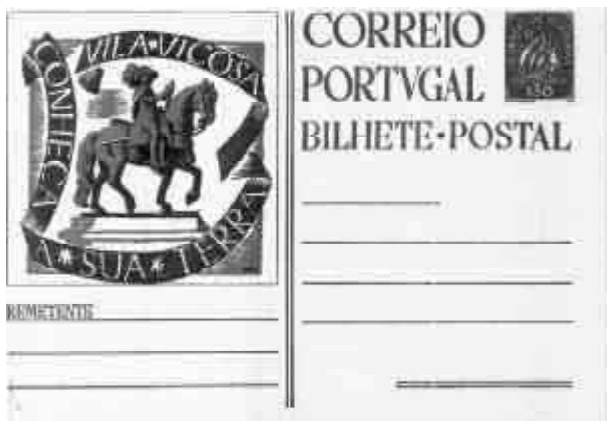 VILA★VIÇOSA
CONHEÇA
A★SUA★TERRA
REMETENTE
CORREIO
PORTVGAL
BILHETE-POSTAL